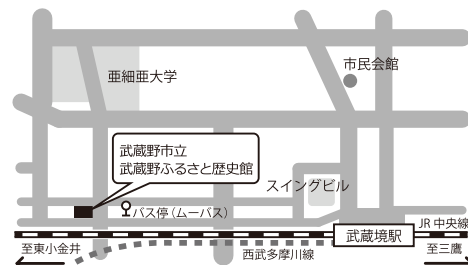 亜細亜大学
市民会館
武蔵野市立
武蔵野ふるさと歴史館
スイングビル
バス停（ムーバス）
JR 中央線
武蔵境駅
至東小金井
西武多摩川線
至三鷹